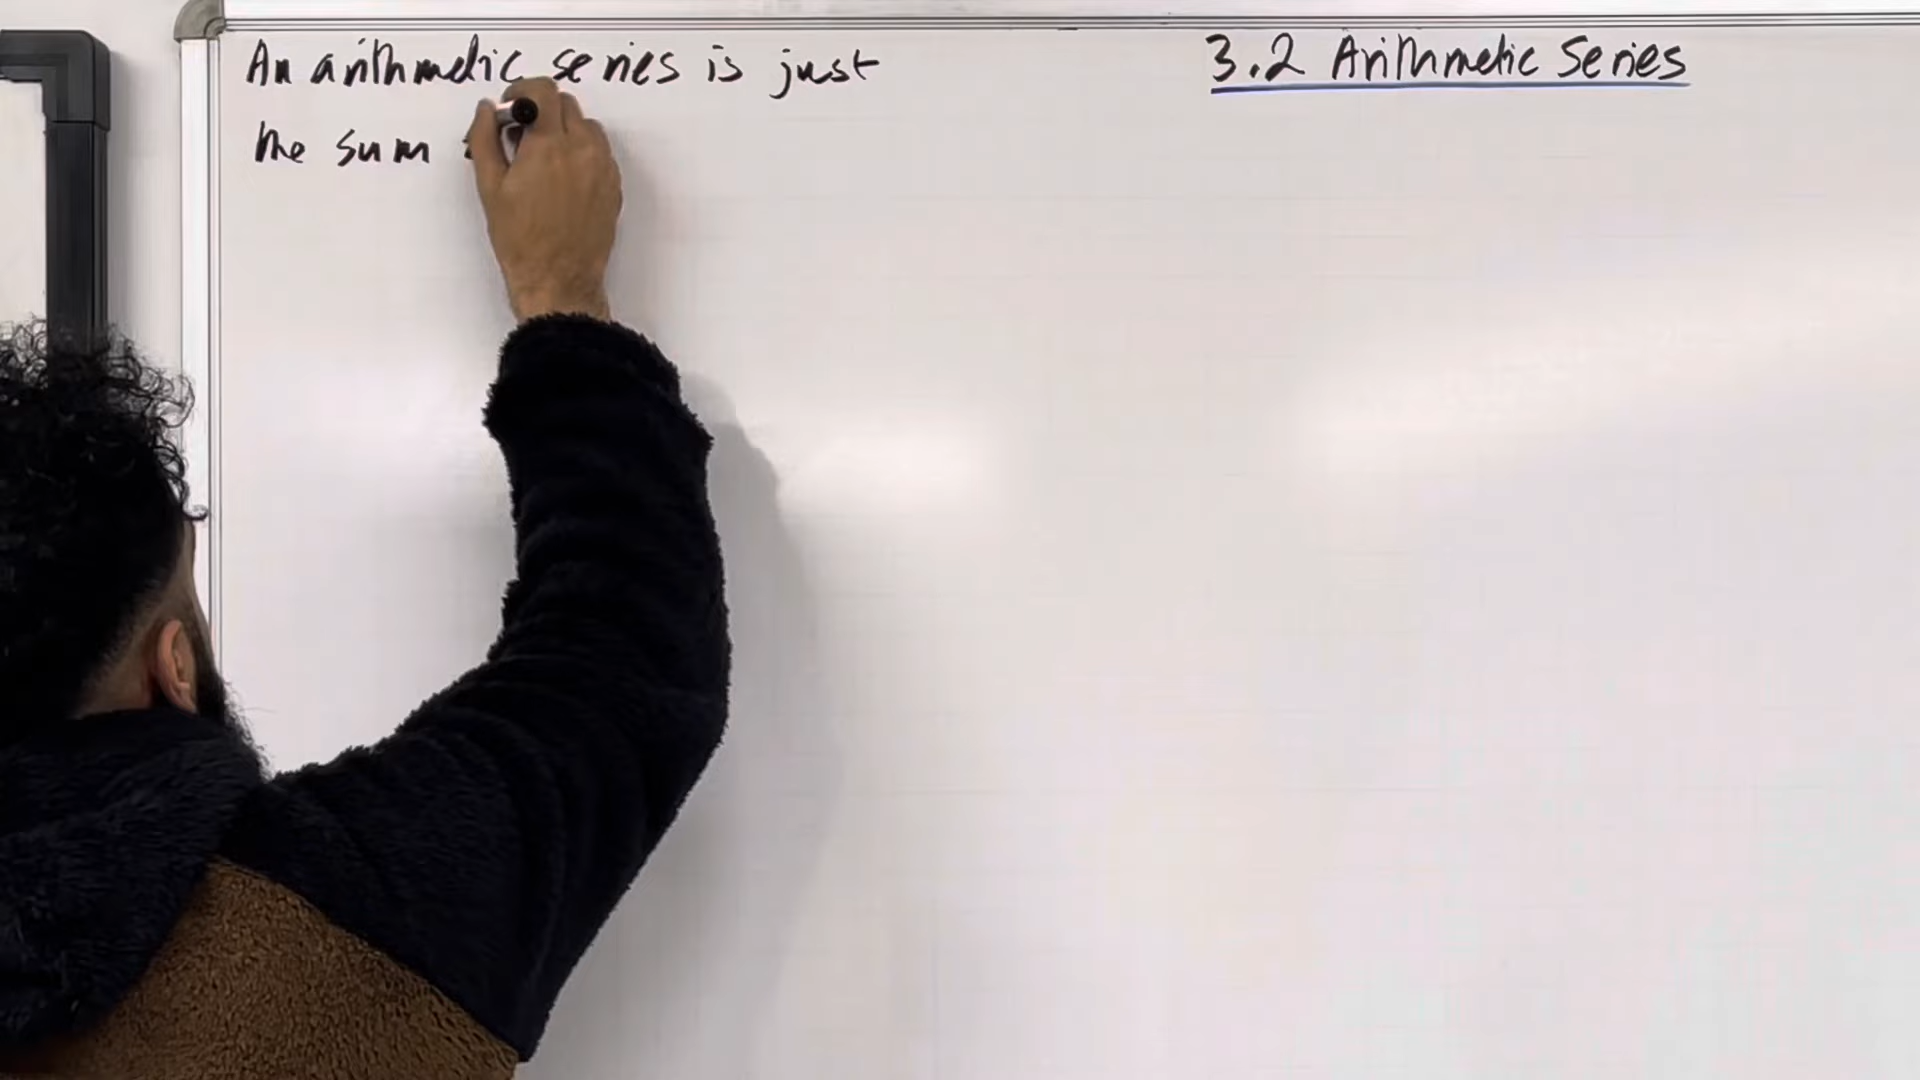 An arithmetic series is just
the sum
3.2 Arithmetic Series